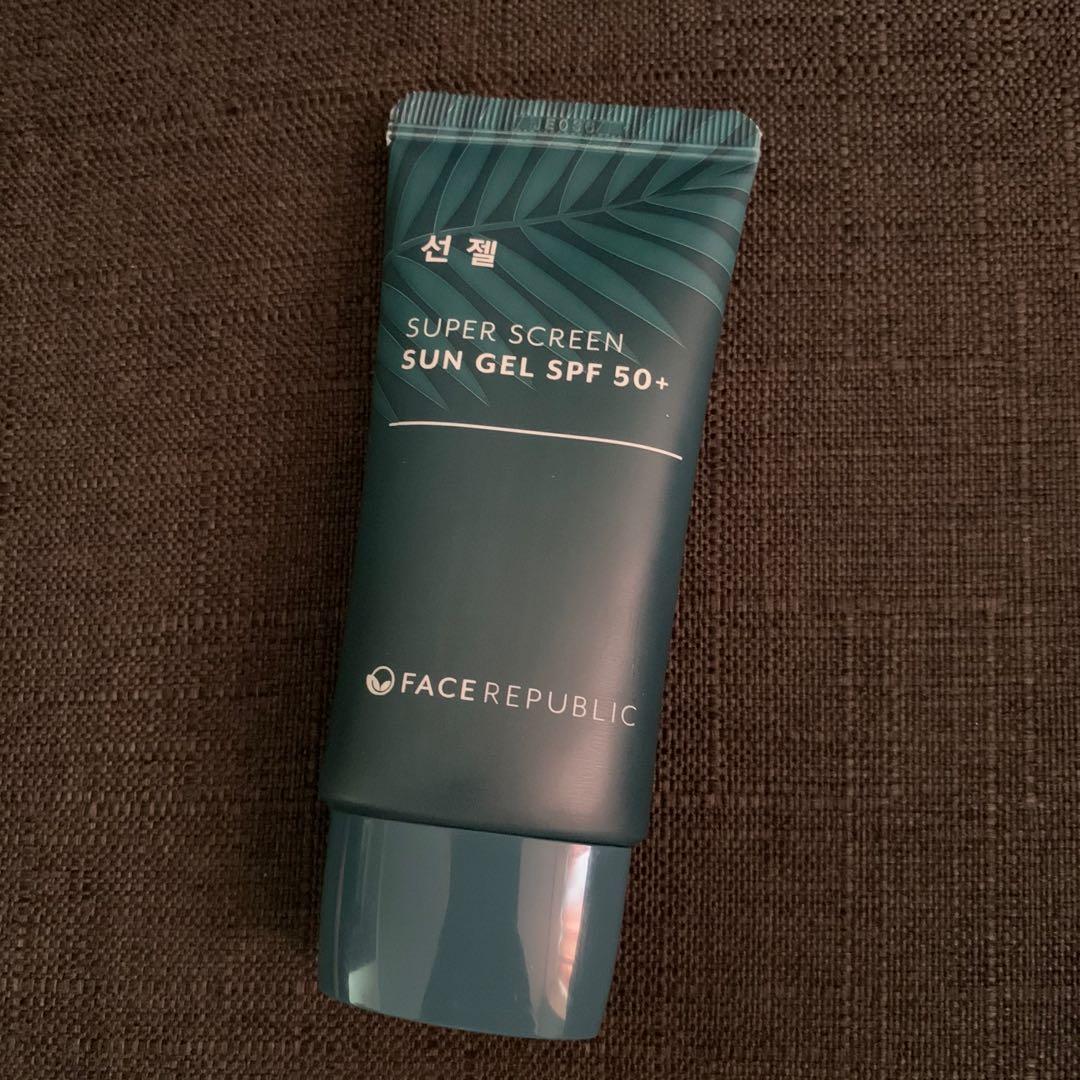 선 젤
SUPER SCREEN
SUN GEL SPF 50+
FACE REPUBLIC